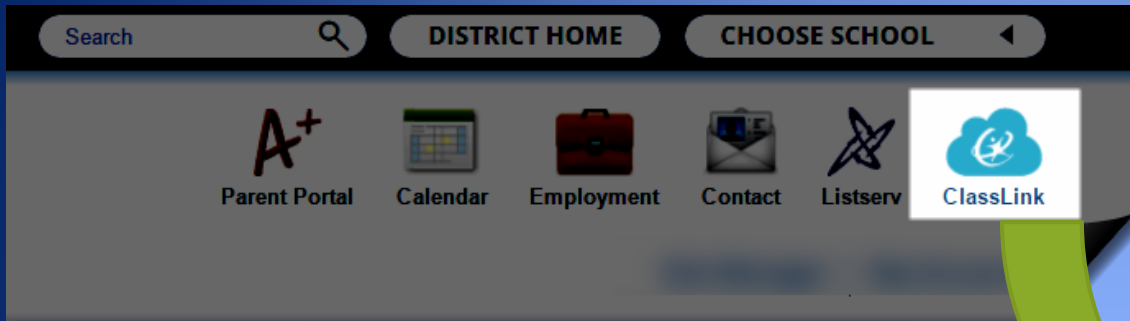 Search
DISTRICT HOME
CHOOSE SCHOOL
A+
Parent Portal
Calendar
Employment
Contact
Listserv
ClassLink